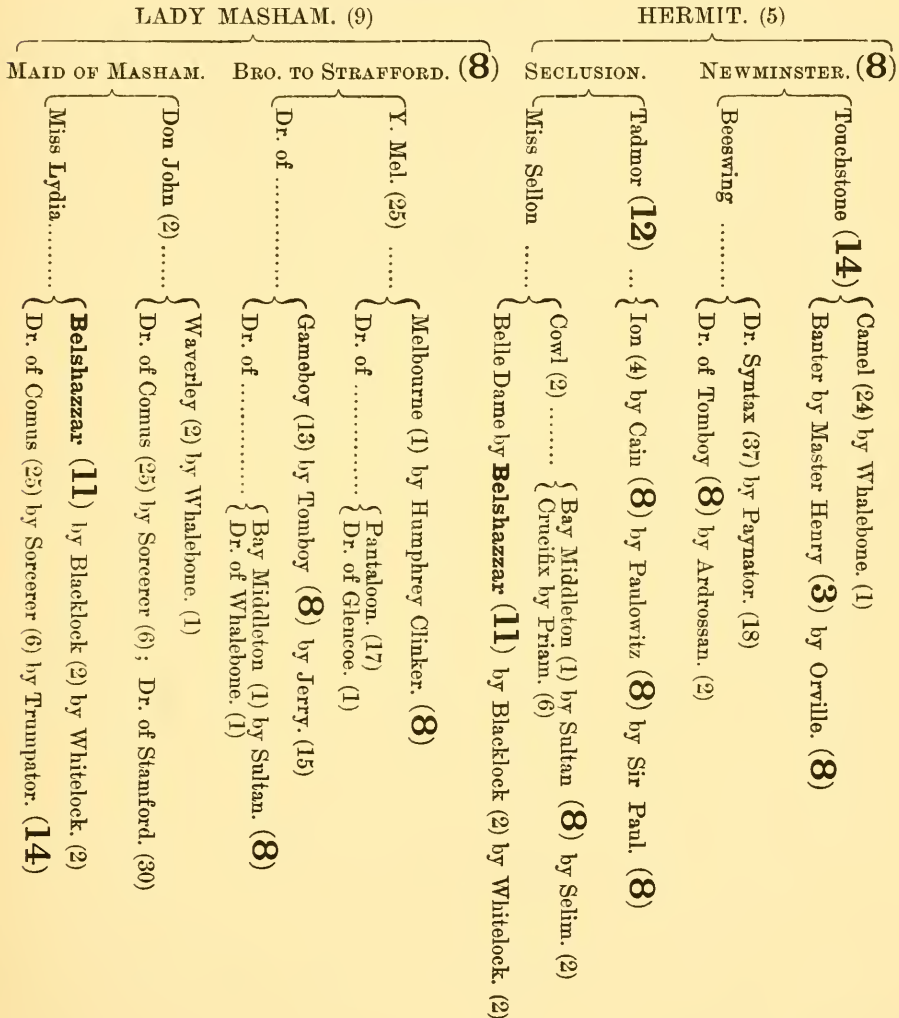 LADY MASHAM. (9)
HERMIT. (5)
MAID OF MASHAM.
BRO. TO STRAFFORD. (8)
SECLUSION.
NEWMINSTER. (8)
Touchstone (14)
Camel (24) by Whalebone. (1)
Banter by Master Henry (3) by Orville. (8)
Beeswing ........
Dr. Syntax (37) by Paynator. (18)
Dr. of Tomboy (8) by Ardrossan. (2)
Tadmor (12) ...
Ion (4) by Cain (8) by Paulowitz (8) by Sir Paul. (8)
Miss Sellon ......
Cowl (2) ........
Bay Middleton (1) by Sultan (8) by Selim. (2)
Crucifix by Priam. (6)
Belle Dame by Belshazzar (11) by Blacklock (2) by Whitelock. (2)
Y. Mel. (25) ......
Melbourne (1) by Humphrey Clinker. (8)
Dr. of ............
Pantaloon. (17)
Dr. of Glencoe. (1)
Dr. of ............
Gameboy (13) by Tomboy (8) by Jerry. (15)
Dr. of ..............
Bay Middleton (1) by Sultan. (8)
Dr. of Whalebone. (1)
Don John (2) ......
Waverley (2) by Whalebone. (1)
Dr. of Comus (25) by Sorcerer (6); Dr. of Stamford. (30)
Miss Lydia.........
Belshazzar (11) by Blacklock (2) by Whitelock. (2)
Dr. of Comus (25) by Sorcerer (6) by Trumpator. (14)